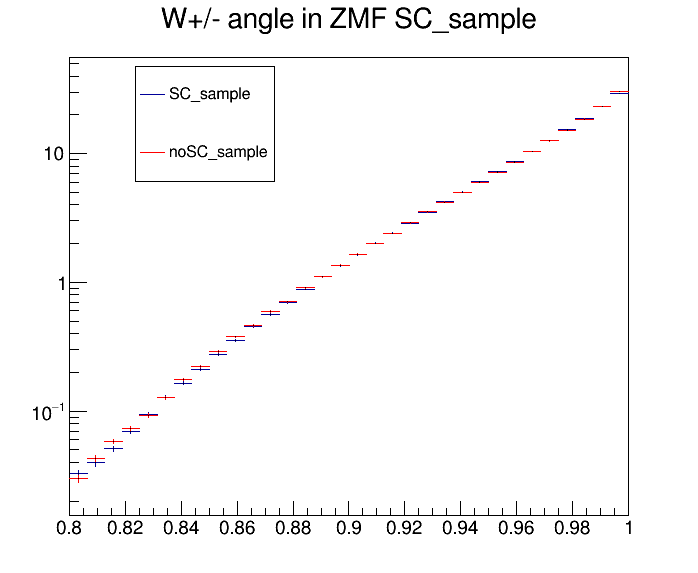 W+/- angle in ZMF SC_sample
SC_sample
noSC_sample
10
1
10⁻¹
0.8 0.82 0.84 0.86 0.88 0.9 0.92 0.94 0.96 0.98 1